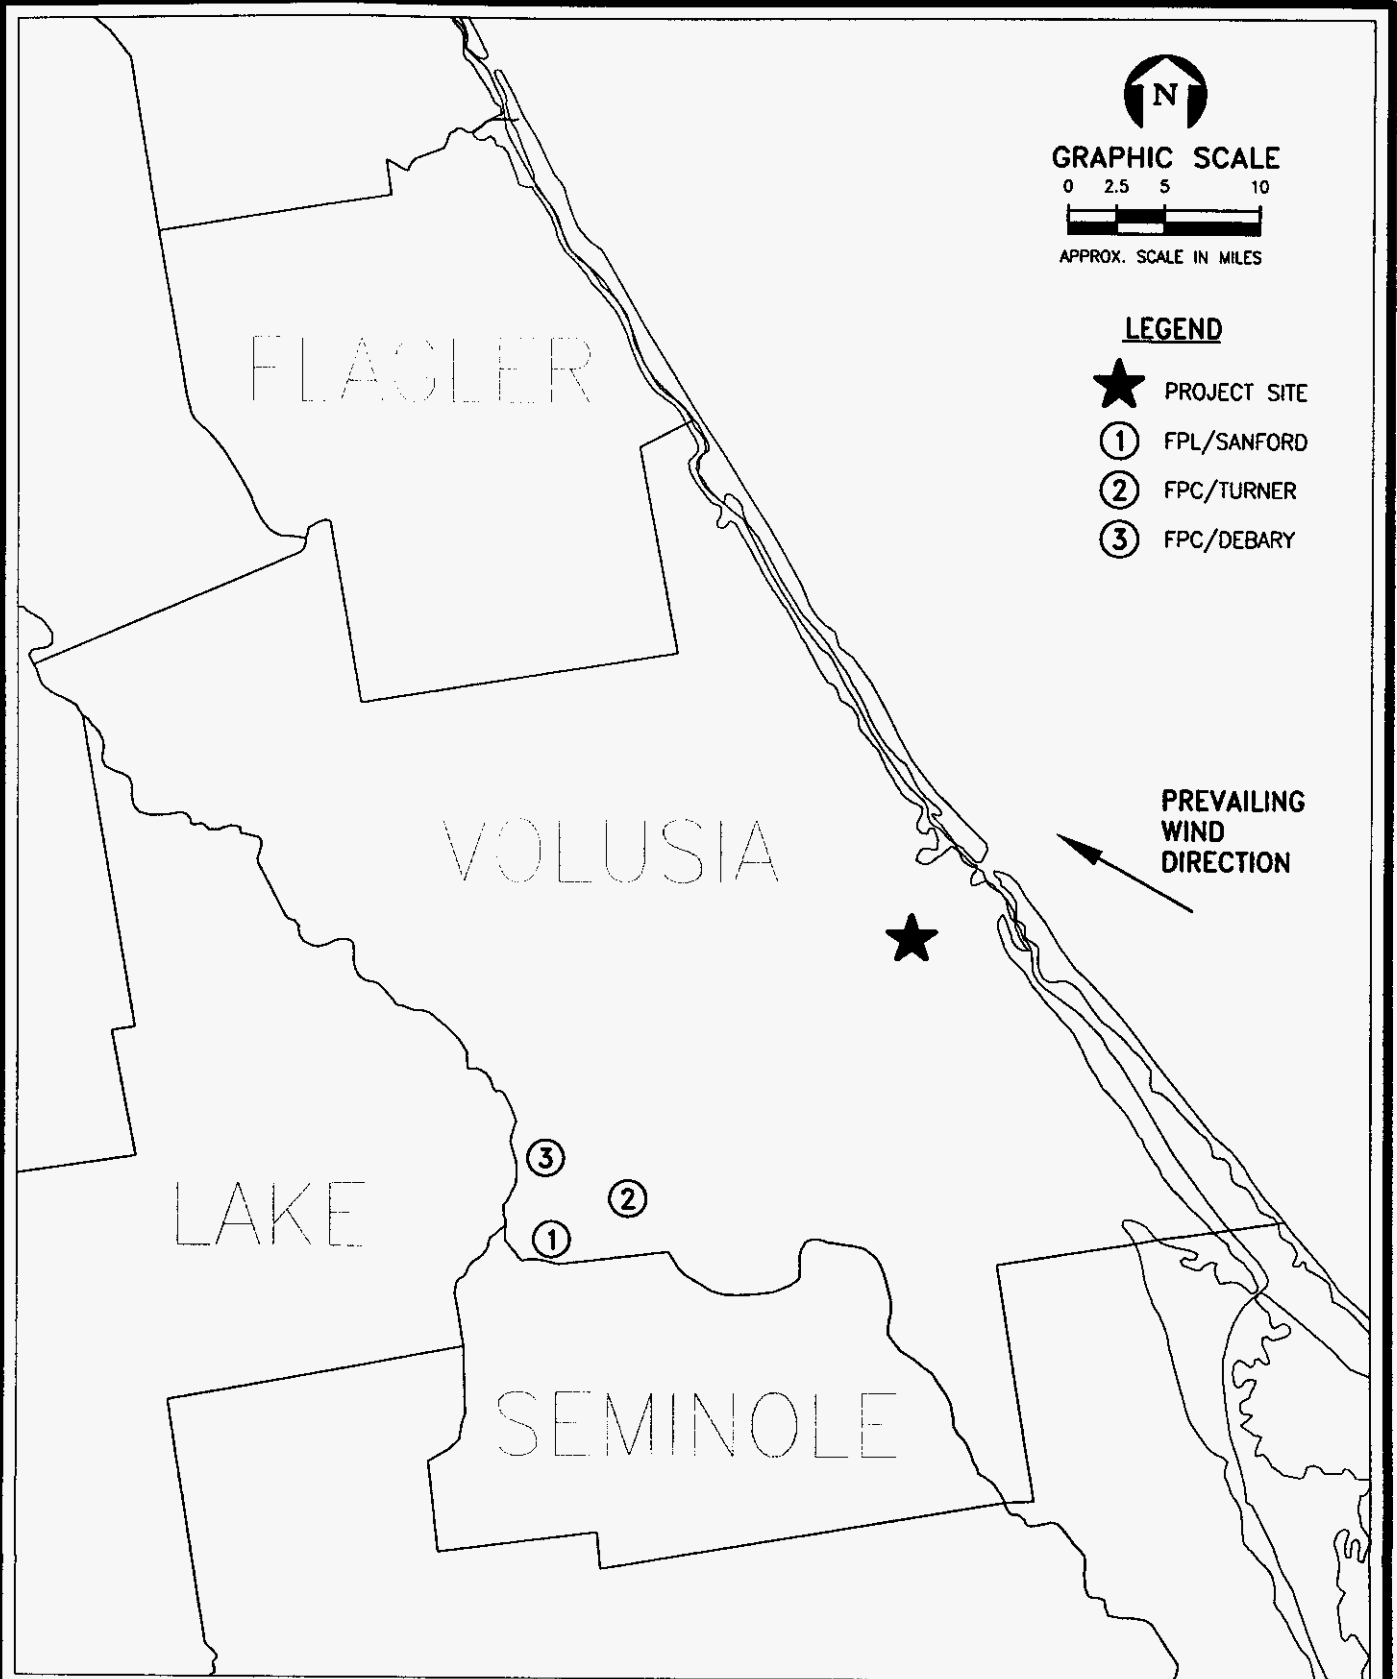 N
GRAPHIC SCALE
0 2.5 5 10
APPROX. SCALE IN MILES
LEGEND
PROJECT SITE
1 FPL/SANFORD
2 FPC/TURNER
3 FPC/DEBARY
FLAGLER
PREVAILING
WIND
DIRECTION
VOLUSIA
3
2
1
LAKE
SEMINOLE